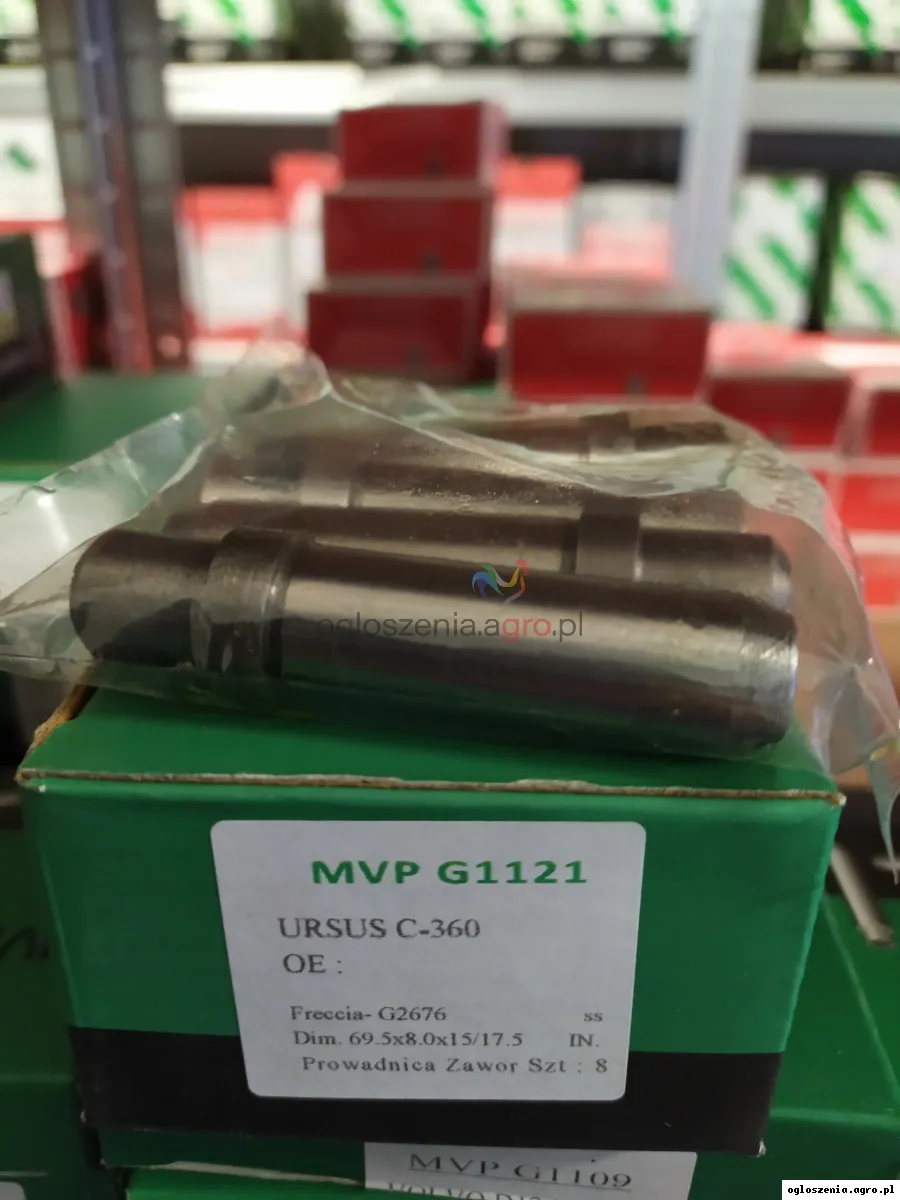 ogloszenia.agro.pl
MVP G1121
URSUS C-360
OE :
Freccia- G2676 ss
Dim. 69.5x8.0x15/17.5 IN.
Prowadnica Zawor Szt : 8
MVP G1109
ogloszenia.agro.pl